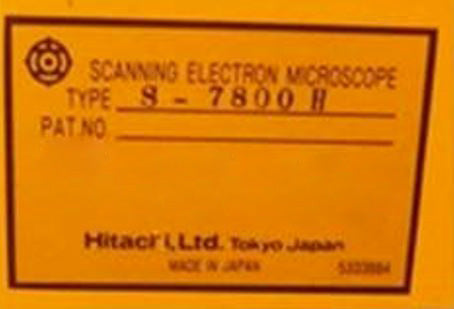 SCANNING ELECTRON MICROSCOPE
TYPE S - 7800 H
PAT.NO
Hitachi, Ltd. Tokyo Japan
MADE IN JAPAN